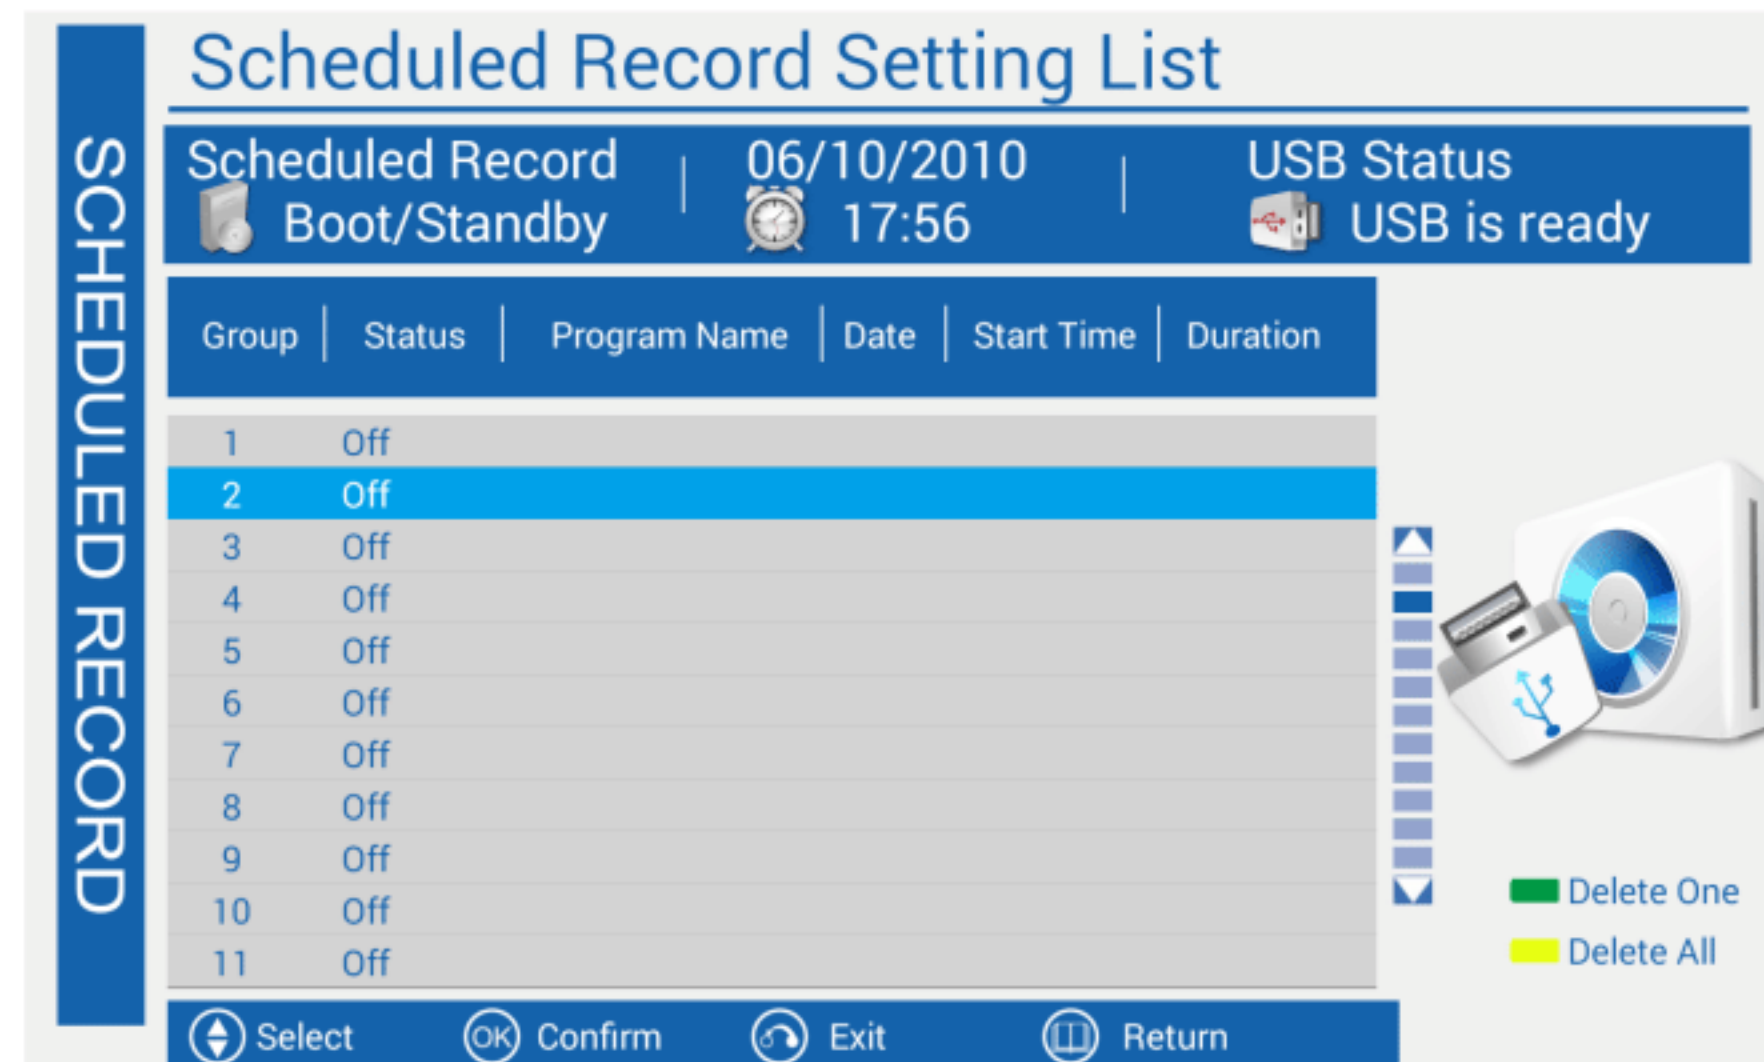 Scheduled Record Setting List
SCHEDULED RECORD
Scheduled Record 06/10/2010 USB Status
Boot/Standby 17:56 USB is ready
Group Status Program Name Date Start Time Duration
1 Off
2 Off
3 Off
4 Off
5 Off
6 Off
7 Off
8 Off
9 Off
10 Off
11 Off
Delete One
Delete All
Select OK Confirm Exit Return